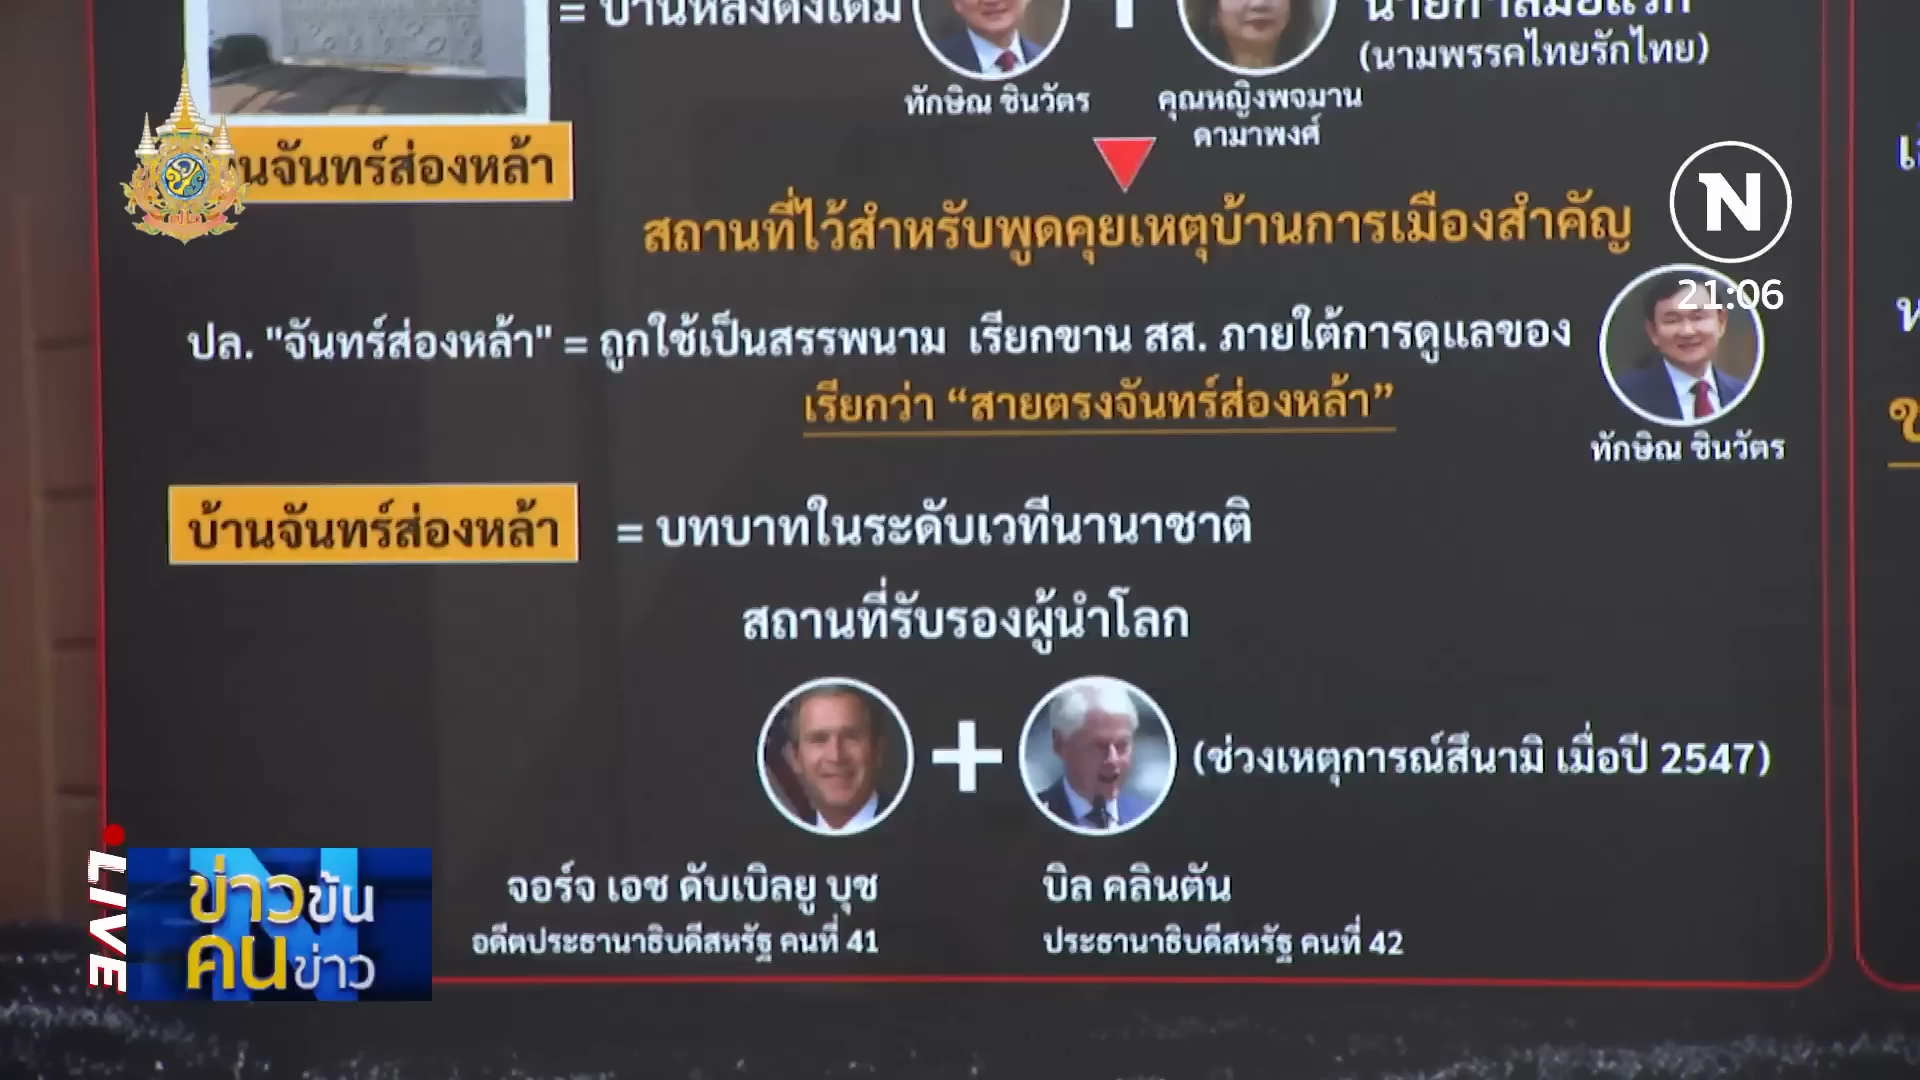 (นามพรรคไทยรักไทย)
ทักษิณ ชินวัตร
คุณหญิงพจมาน
ดามาพงศ์
จันทร์ส่องหล้า
สถานที่ไว้สำหรับพูดคุยเหตุบ้านการเมืองสำคัญ
N
21:06
ปล. "จันทร์ส่องหล้า" = ถูกใช้เป็นสรรพนาม เรียกขาน สส. ภายใต้การดูแลของ
เรียกว่า “สายตรงจันทร์ส่องหล้า”
ทักษิณ ชินวัตร
บ้านจันทร์ส่องหล้า = บทบาทในระดับเวทีนานาชาติ
สถานที่รับรองผู้นำโลก
(ช่วงเหตุการณ์สึนามิ เมื่อปี 2547)
จอร์จ เอช ดับเบิลยู บุช
อดีตประธานาธิบดีสหรัฐ คนที่ 41
บิล คลินตัน
ประธานาธิบดีสหรัฐ คนที่ 42
LIVE
ข่าวข้น
คนข่าว